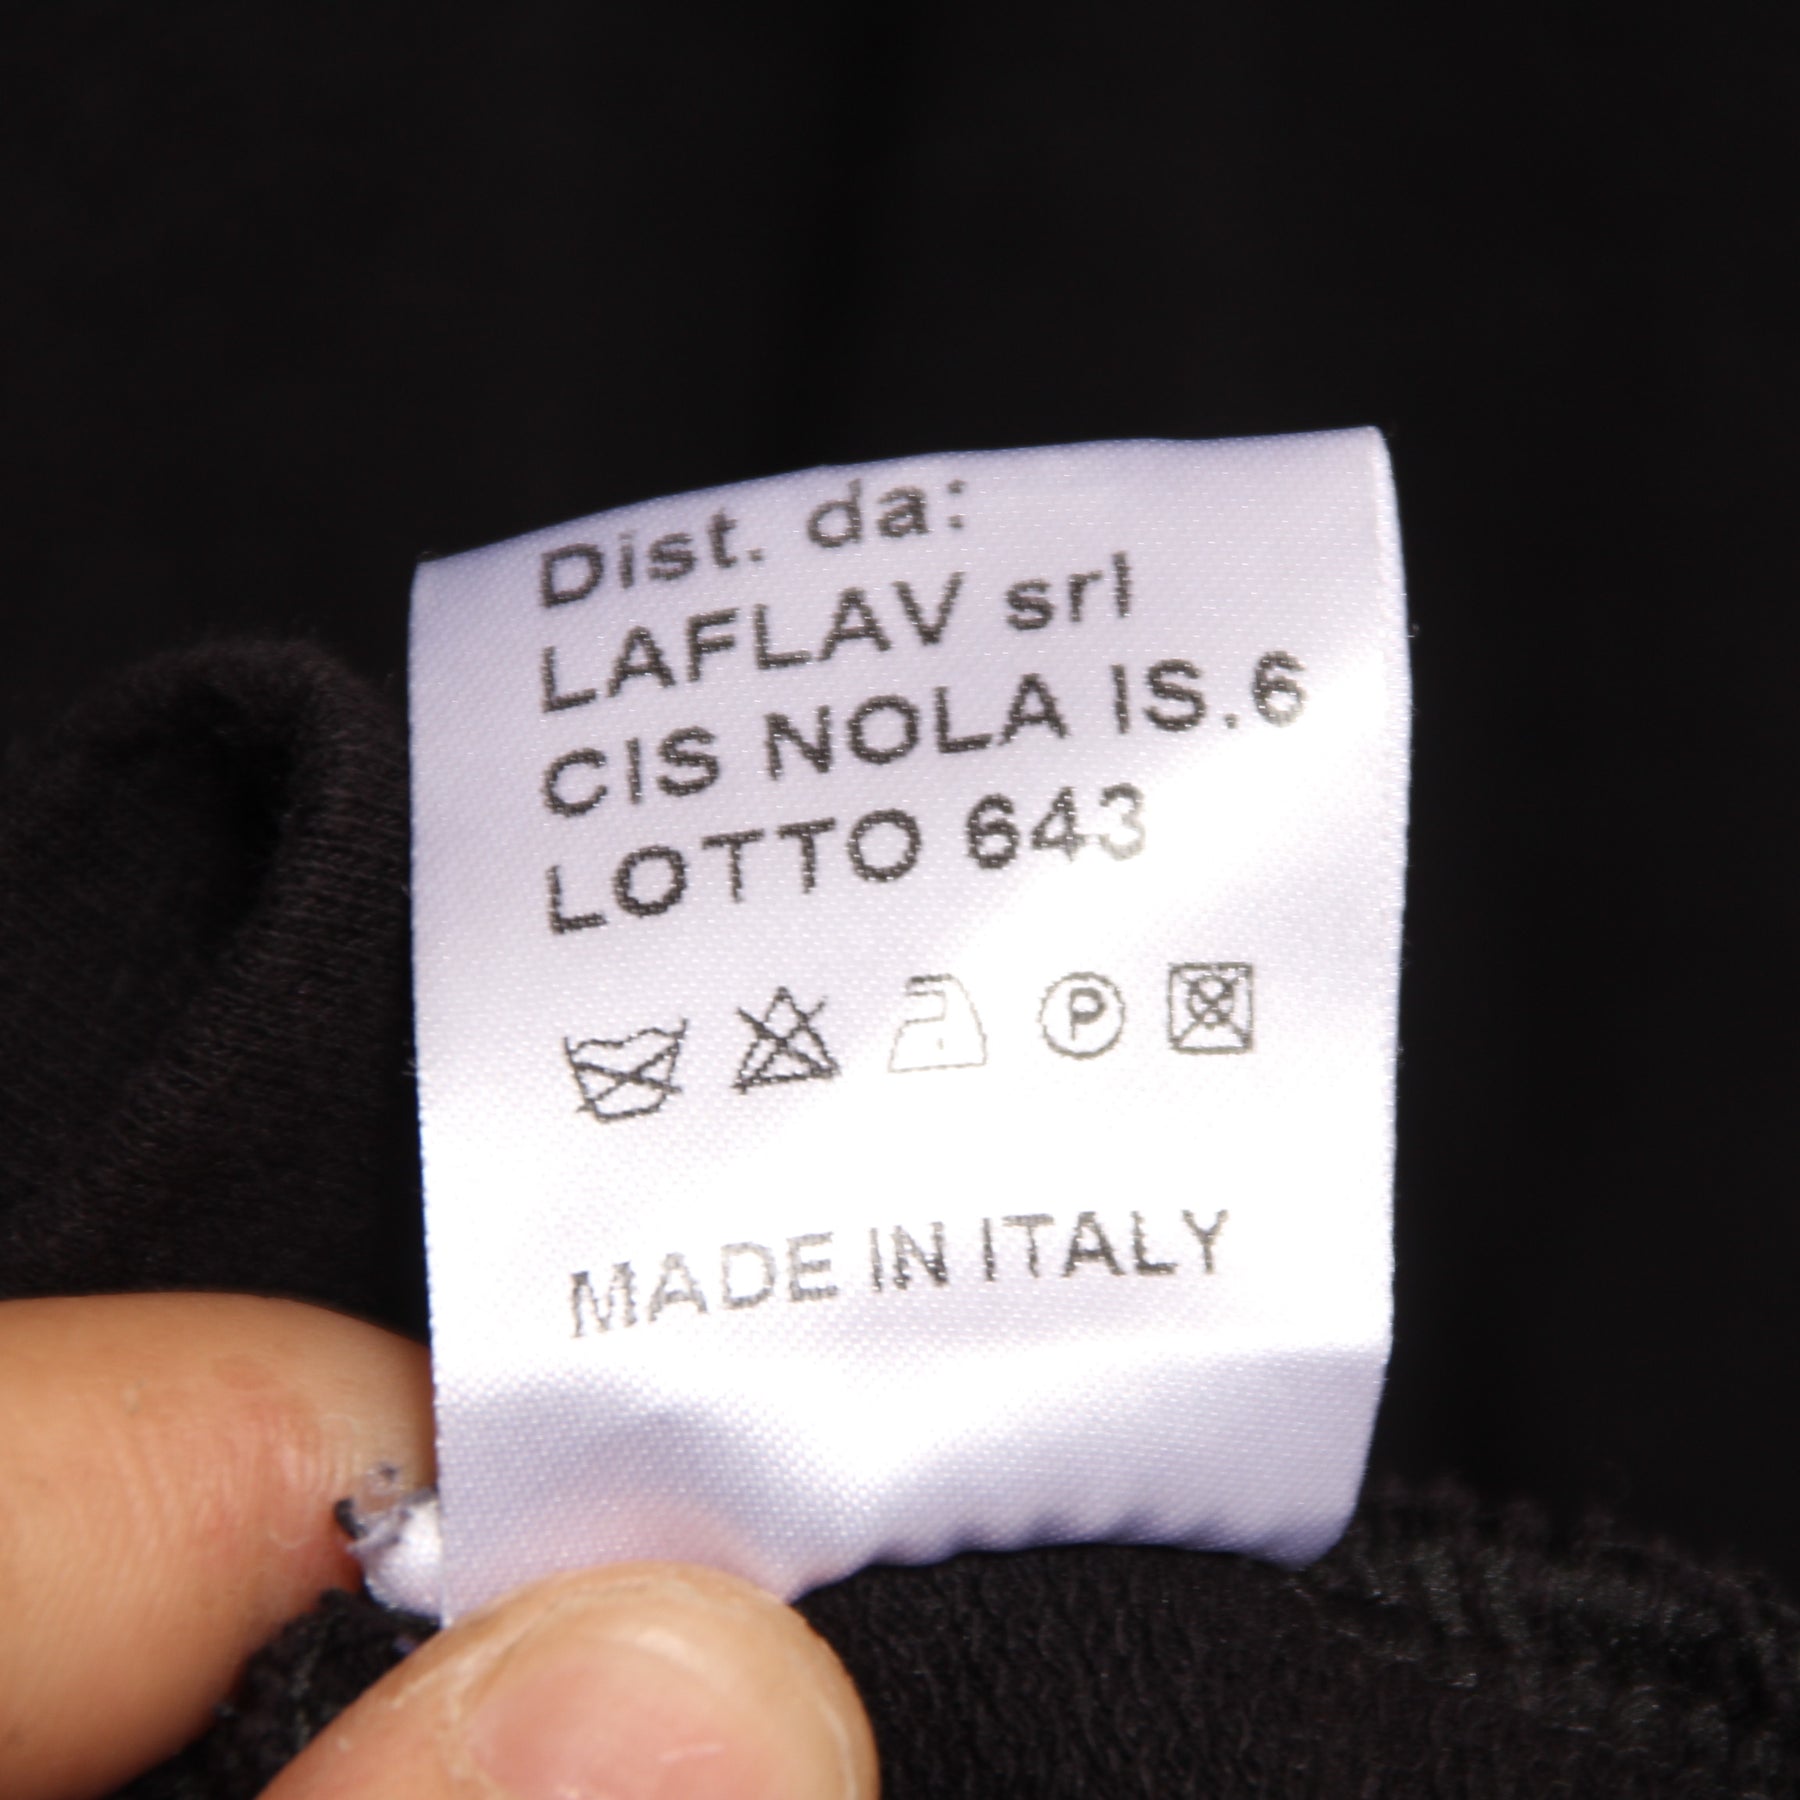 Dist. da:
LAFLAV srl
CIS NOLA IS.6
LOTTO 643
P
MADE IN ITALY